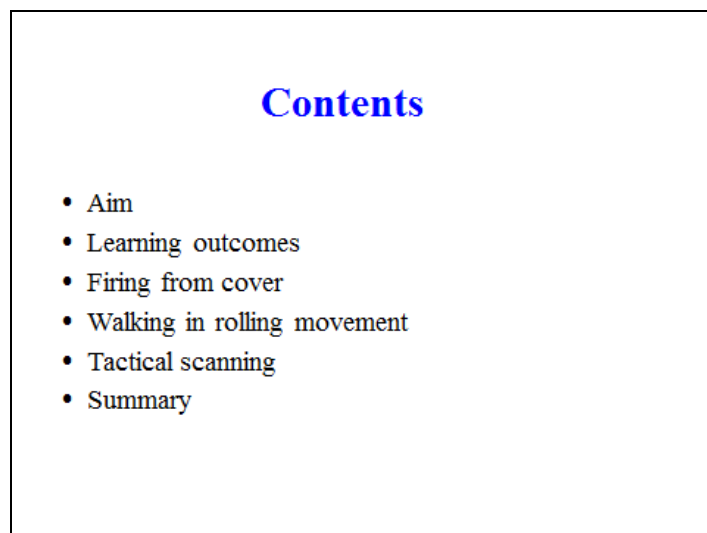 Contents
• Aim
• Learning outcomes
• Firing from cover
• Walking in rolling movement
• Tactical scanning
• Summary